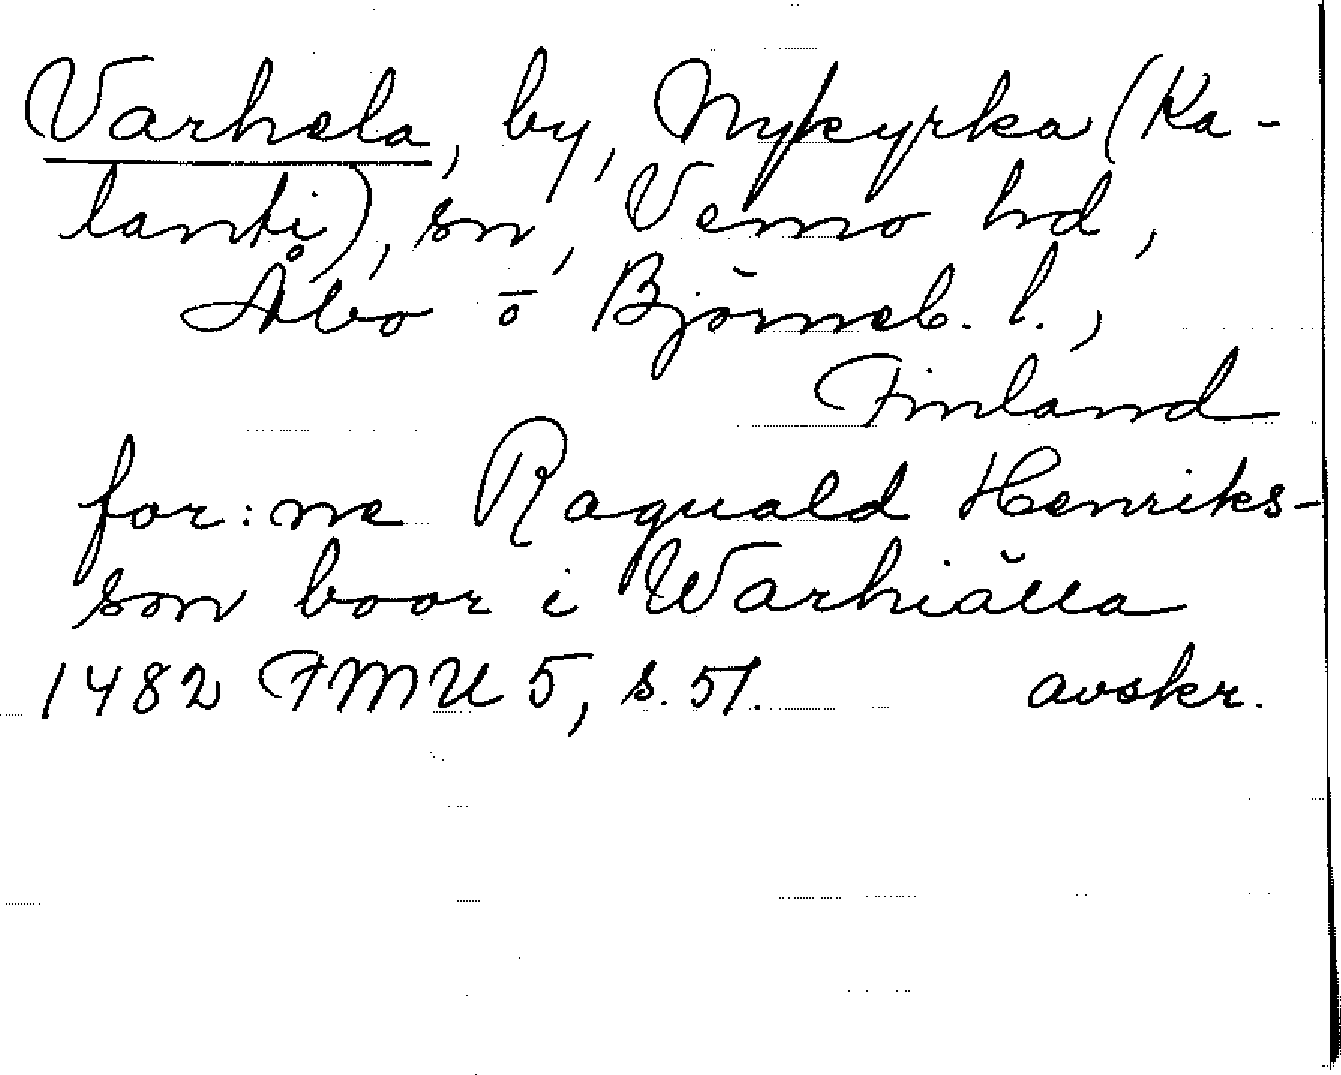 Varhela, by, Nykyrka (Ka-
lanti), sn, Vemo hd,
Åbo ō Björneb. l.,
Finland
for:ne Raguald Henriks-
son boor i Warhiälla
1482 FMU 5, s. 51. avskr.